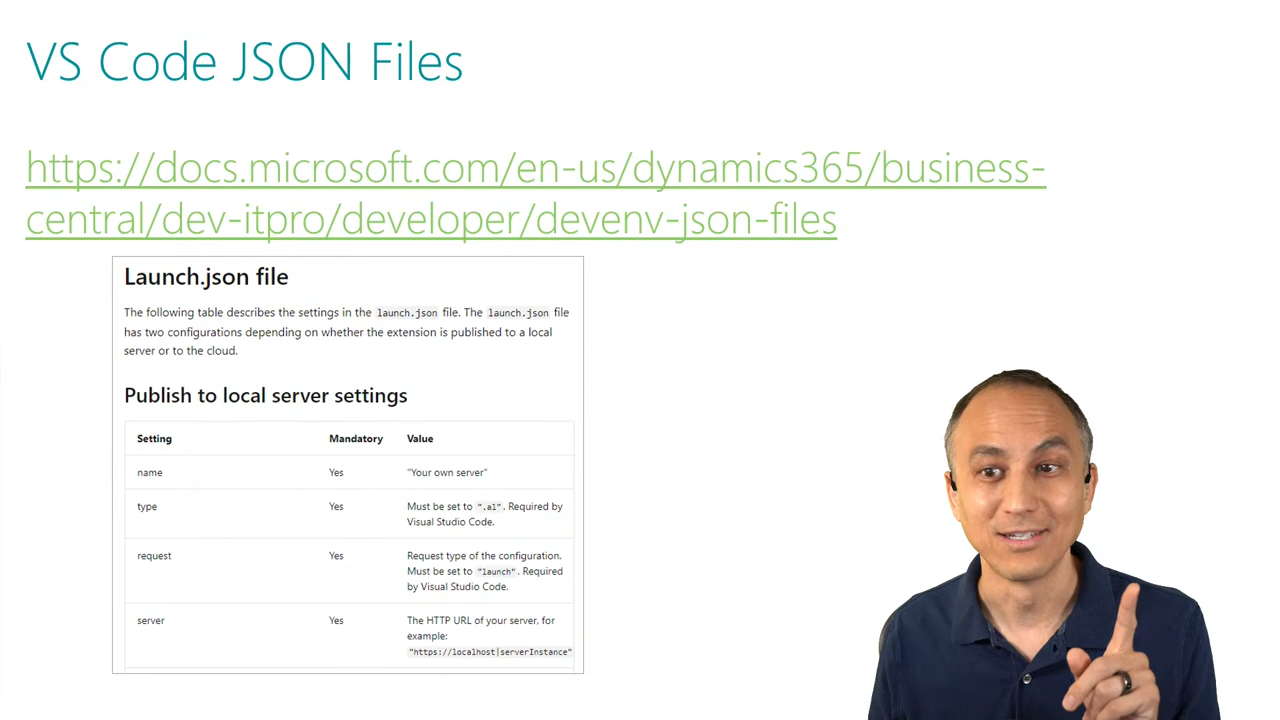 VS Code JSON Files
https://docs.microsoft.com/en-us/dynamics365/business-
central/dev-itpro/developer/devenv-json-files
Launch.json file
The following table describes the settings in the launch.json file. The launch.json file
has two configurations depending on whether the extension is published to a local
server or to the cloud.
Publish to local server settings
Setting Mandatory Value
name Yes "Your own server"
type Yes Must be set to ".al". Required by
Visual Studio Code.
request Yes Request type of the configuration.
Must be set to "launch". Required
by Visual Studio Code.
server Yes The HTTP URL of your server, for
example:
"https://localhost|serverInstance"